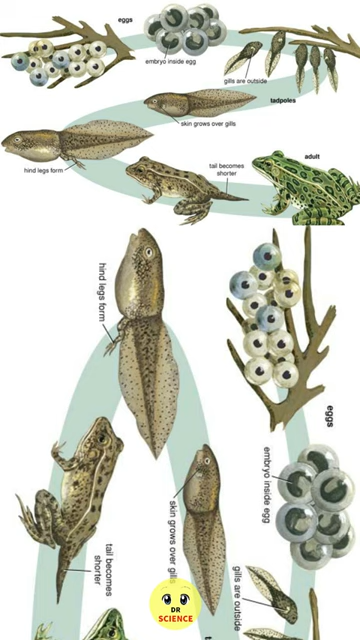 eggs
embryo inside egg
gills are outside
tadpoles
skin grows over gills
hind legs form
tail becomes
shorter
adult
hind legs form
eggs
embryo inside egg
skin grows over gills
tail becomes
shorter
gills are outside
t
DR
SCIENCE